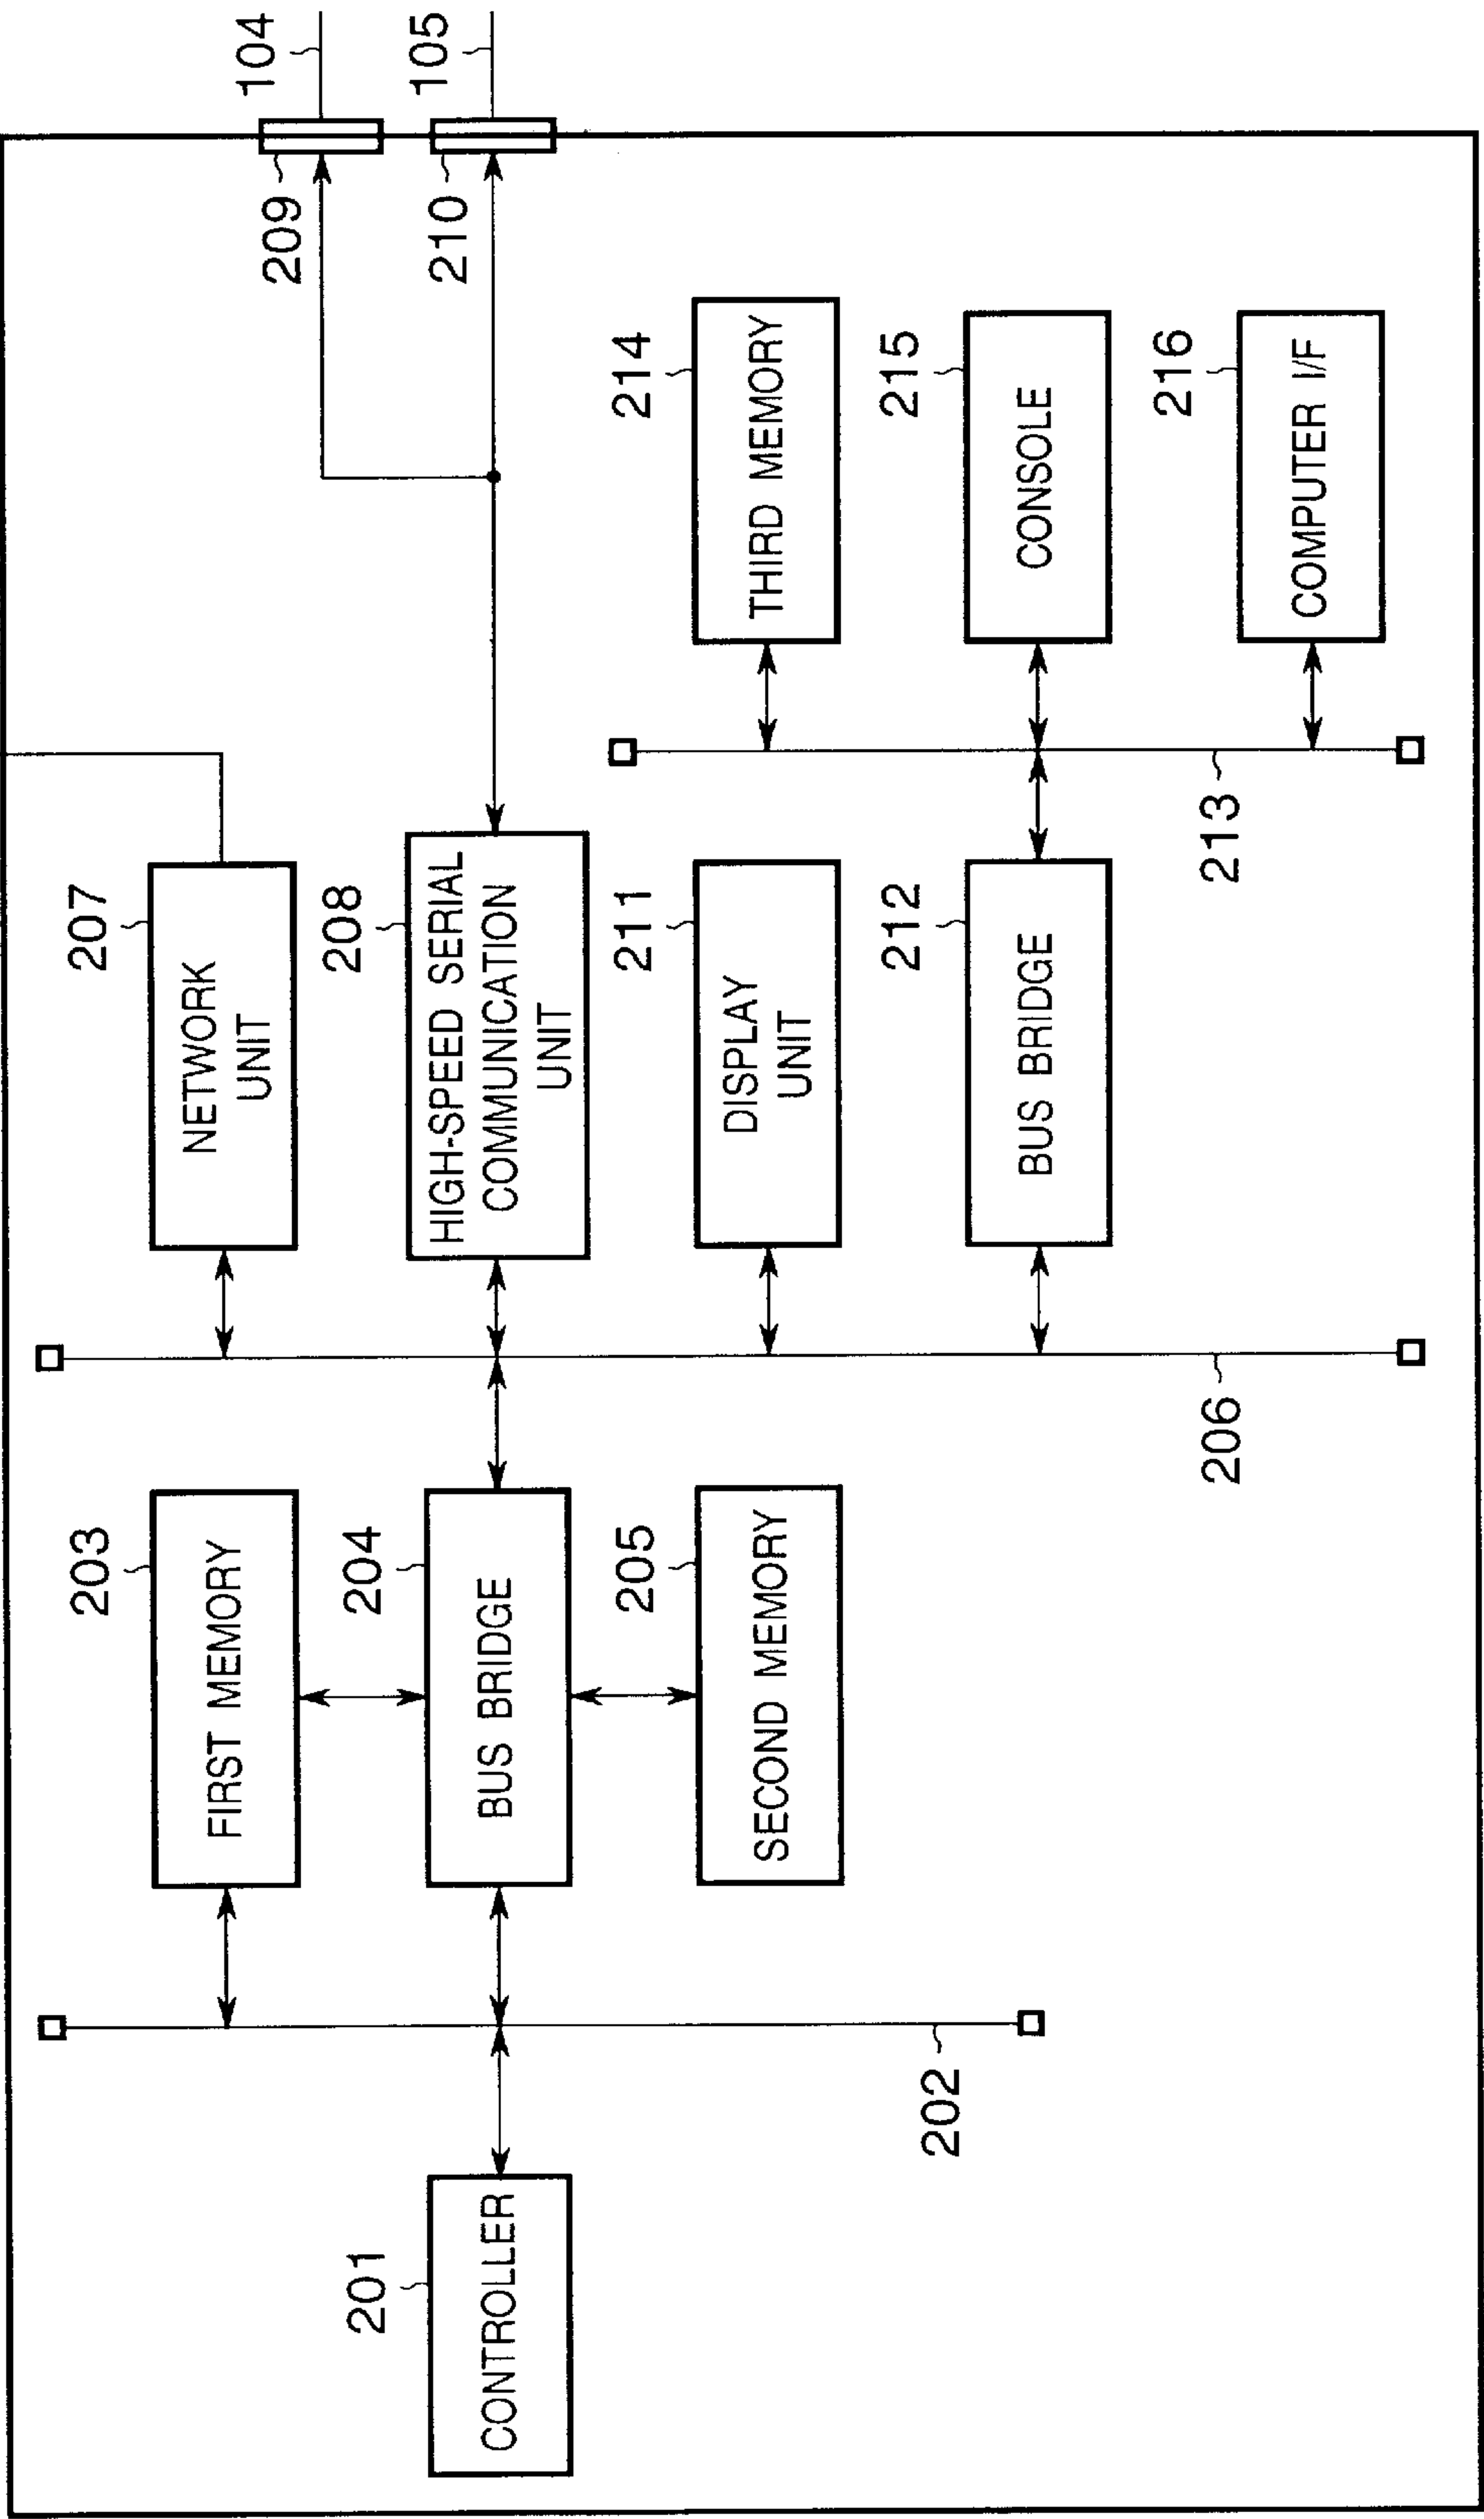 201
CONTROLLER
202
203
FIRST MEMORY
204
BUS BRIDGE
205
SECOND MEMORY
206
207
NETWORK
UNIT
208
HIGH-SPEED SERIAL
COMMUNICATION
UNIT
211
DISPLAY
UNIT
212
BUS BRIDGE
213
214
THIRD MEMORY
215
CONSOLE
216
COMPUTER I/F
209
210
104
105